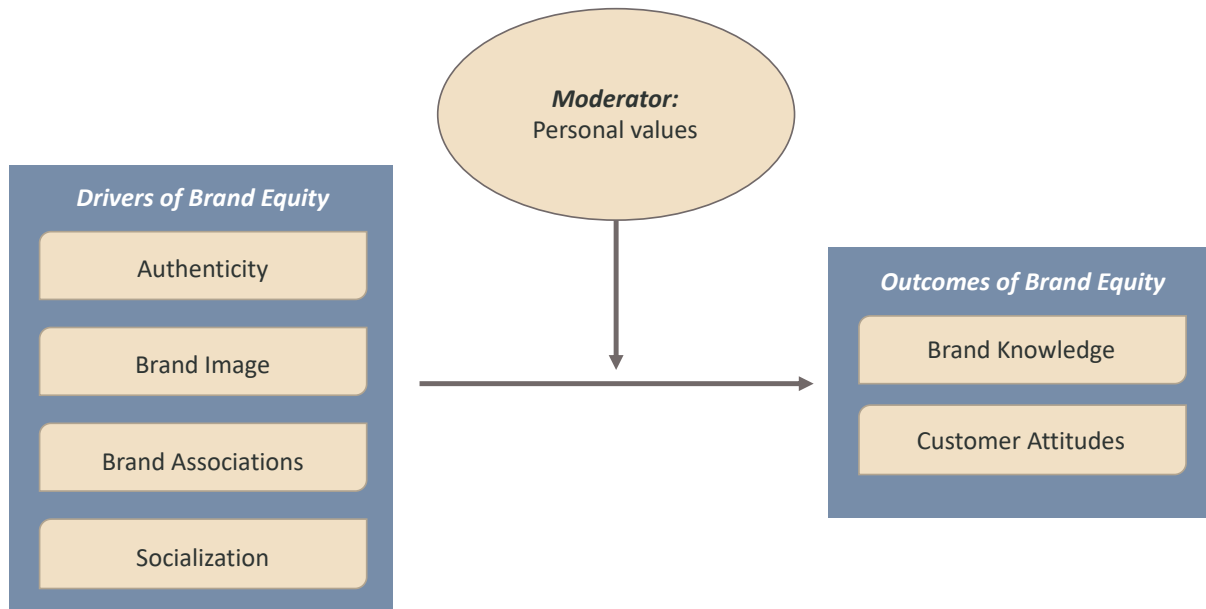 Moderator:
Personal values
Drivers of Brand Equity
Authenticity
Brand Image
Brand Associations
Socialization
Outcomes of Brand Equity
Brand Knowledge
Customer Attitudes